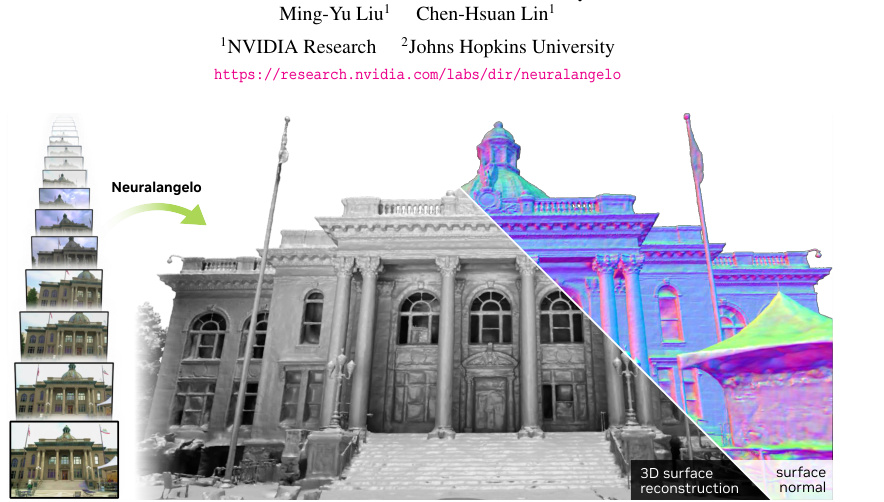 Ming-Yu Liu¹ Chen-Hsuan Lin¹
¹NVIDIA Research ²Johns Hopkins University
https://research.nvidia.com/labs/dir/neuralangelo
Neuralangelo
3D surface
reconstruction
surface
normal